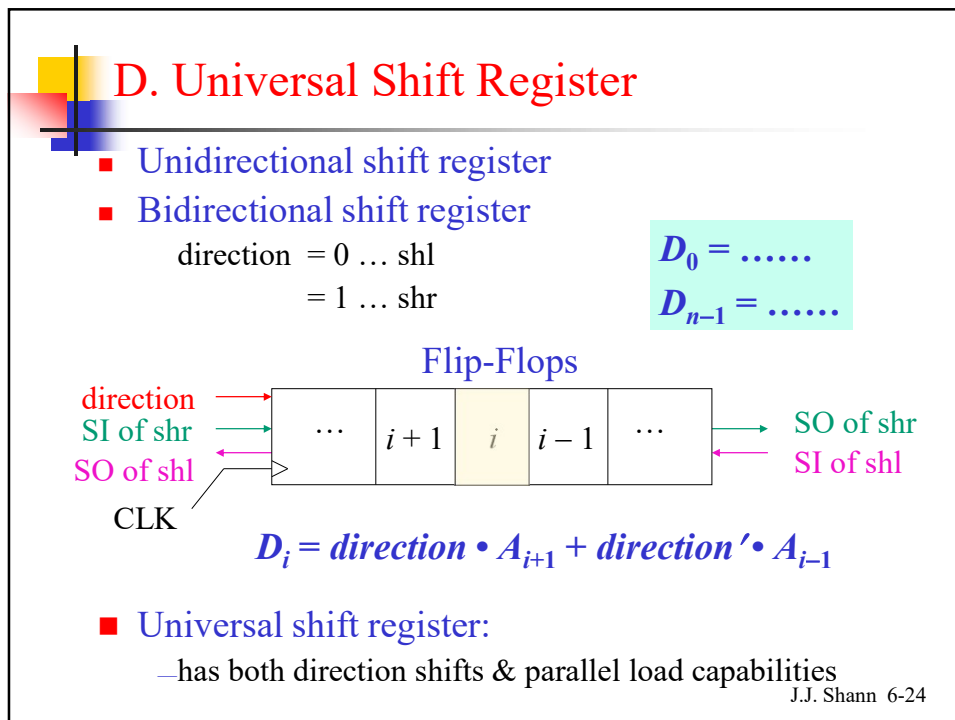 D. Universal Shift Register
■ Unidirectional shift register
■ Bidirectional shift register
direction = 0 … shl
= 1 … shr
D₀ = ……
Dₙ₋₁ = ……
Flip-Flops
direction
SI of shr
SO of shl
CLK
… i + 1 i i – 1 …
SO of shr
SI of shl
Dᵢ = direction • Aᵢ₊₁ + direction′ • Aᵢ₋₁
■ Universal shift register:
—has both direction shifts & parallel load capabilities
J.J. Shann 6-24